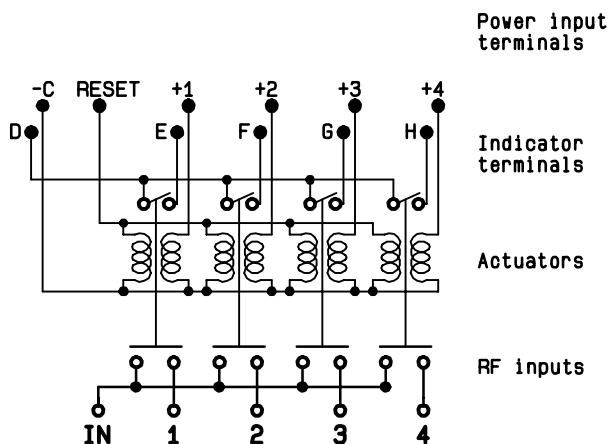 Power input
terminals
-C RESET +1 +2 +3 +4
D E F G H
Indicator
terminals
Actuators
RF inputs
IN 1 2 3 4